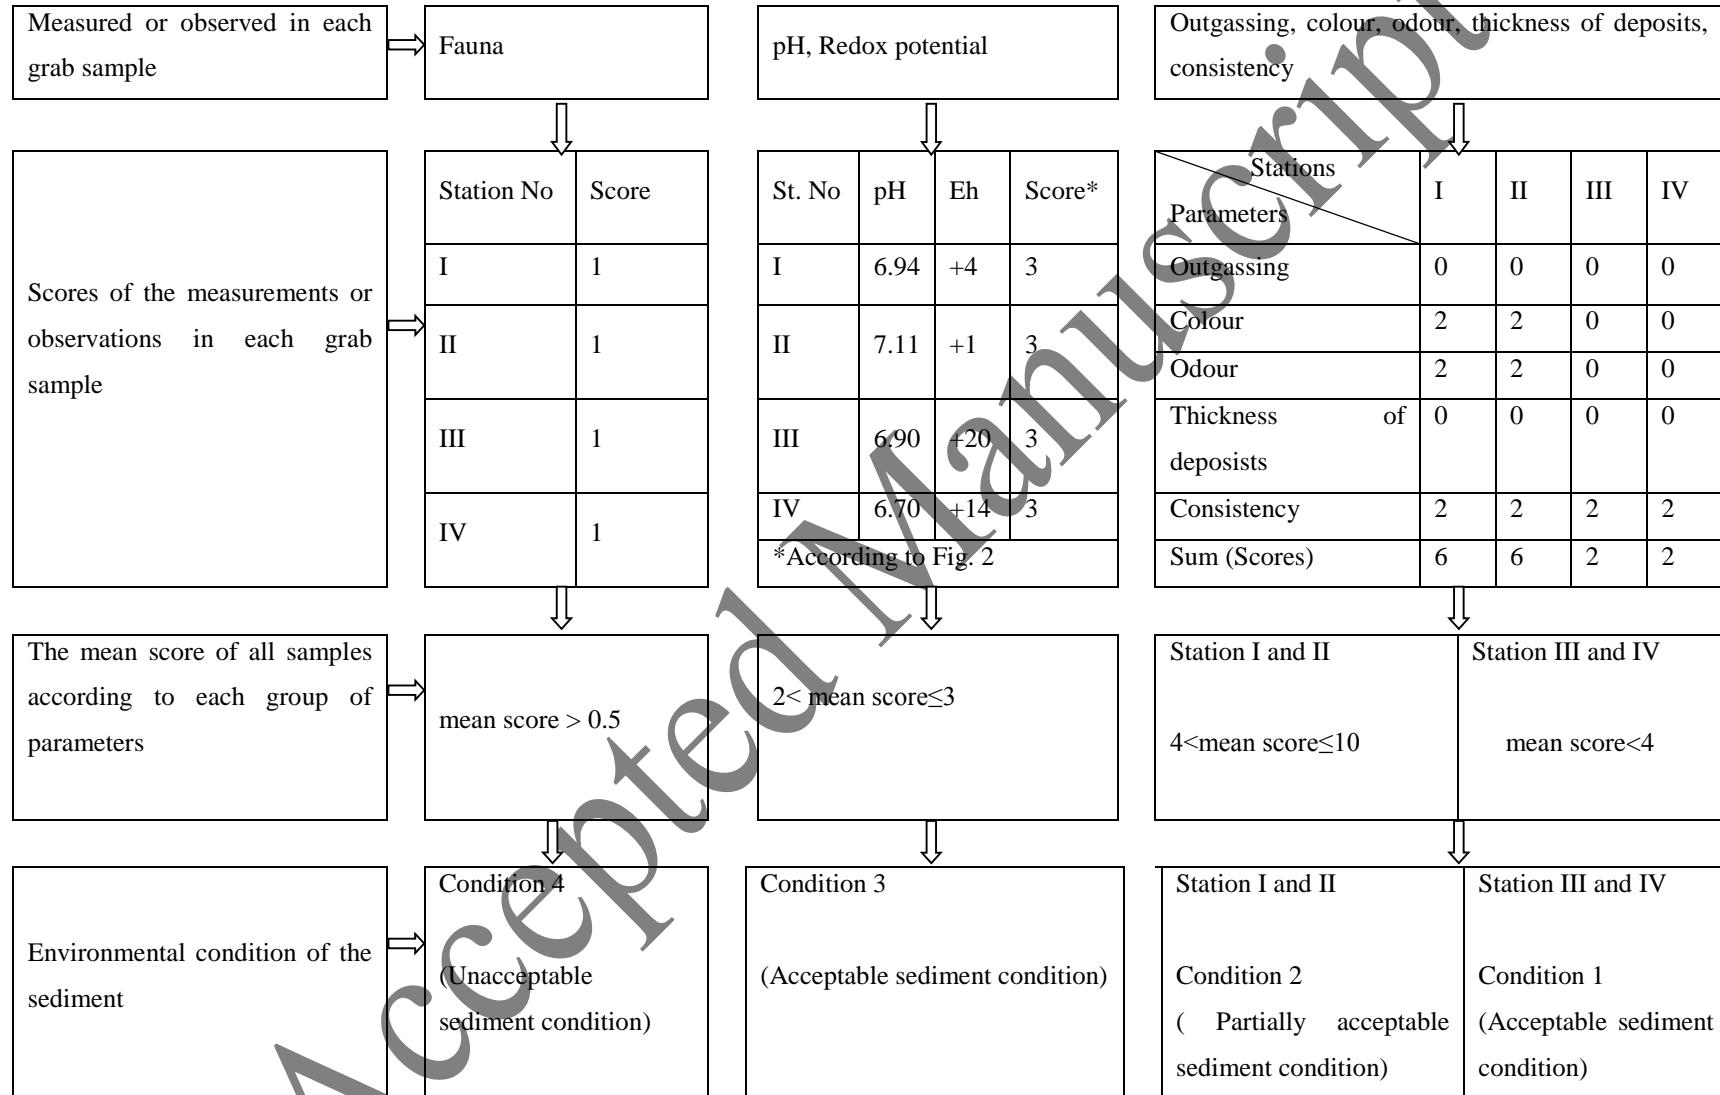 Measured or observed in each
grab sample
Fauna
pH, Redox potential
Outgassing, colour, odour, thickness of deposits,
consistency
Scores of the measurements or
observations in each grab
sample
Station No Score
I 1
II 1
III 1
IV 1
St. No pH Eh Score*
I 6.94 +4 3
II 7.11 +1 3
III 6.90 +20 3
IV 6.70 +14 3
*According to Fig. 2
Stations
Parameters
I II III IV
Outgassing 0 0 0 0
Colour 2 2 0 0
Odour 2 2 0 0
Thickness of
deposists
0 0 0 0
Consistency 2 2 2 2
Sum (Scores) 6 6 2 2
The mean score of all samples
according to each group of
parameters
mean score > 0.5
2< mean score≤3
Station I and II
4<mean score≤10
Station III and IV
mean score<4
Environmental condition of the
sediment
Condition 4
(Unacceptable
sediment condition)
Condition 3
(Acceptable sediment condition)
Station I and II
Condition 2
( Partially acceptable
sediment condition)
Station III and IV
Condition 1
(Acceptable sediment
condition)
Accepted Manuscript